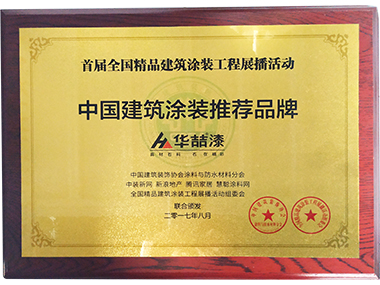 首届全国精品建筑涂装工程展播活动
中国建筑涂装推荐品牌
华喆漆
中国建筑装饰协会涂料与防水材料分会
中装新网 新浪地产 腾讯家居 慧聪涂料网
全国精品建筑涂装工程展播活动组委会
联合颁发
二〇一七年八月